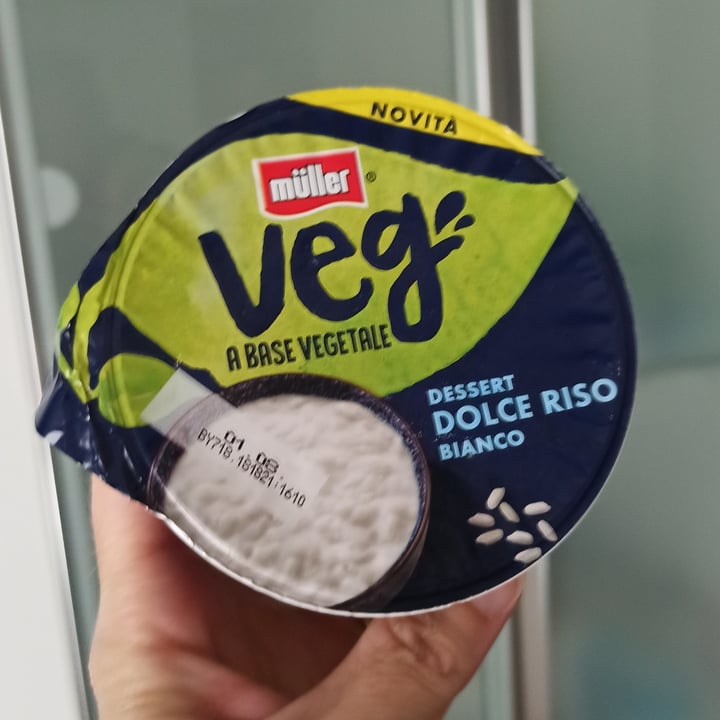 NOVITÀ
müller®
veg
A BASE VEGETALE
DESSERT
DOLCE RISO
BIANCO
01 08
BY718.181821:1610